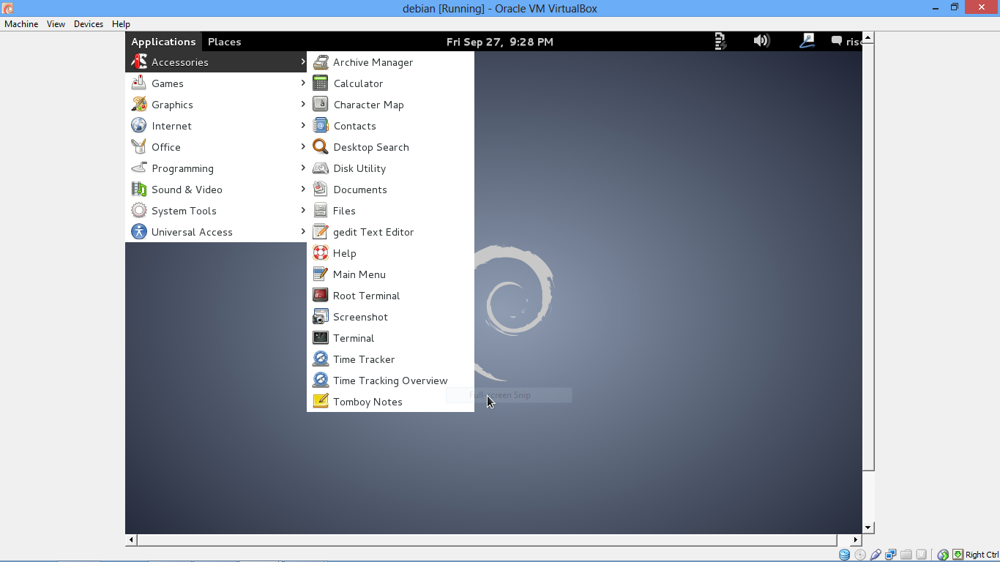 debian [Running] - Oracle VM VirtualBox
Machine View Devices Help
Applications Places Fri Sep 27, 9:28 PM ris
Accessories
Games
Graphics
Internet
Office
Programming
Sound & Video
System Tools
Universal Access
Archive Manager
Calculator
Character Map
Contacts
Desktop Search
Disk Utility
Documents
Files
gedit Text Editor
Help
Main Menu
Root Terminal
Screenshot
Terminal
Time Tracker
Time Tracking Overview
Tomboy Notes
Full-screen Snip
Right Ctrl